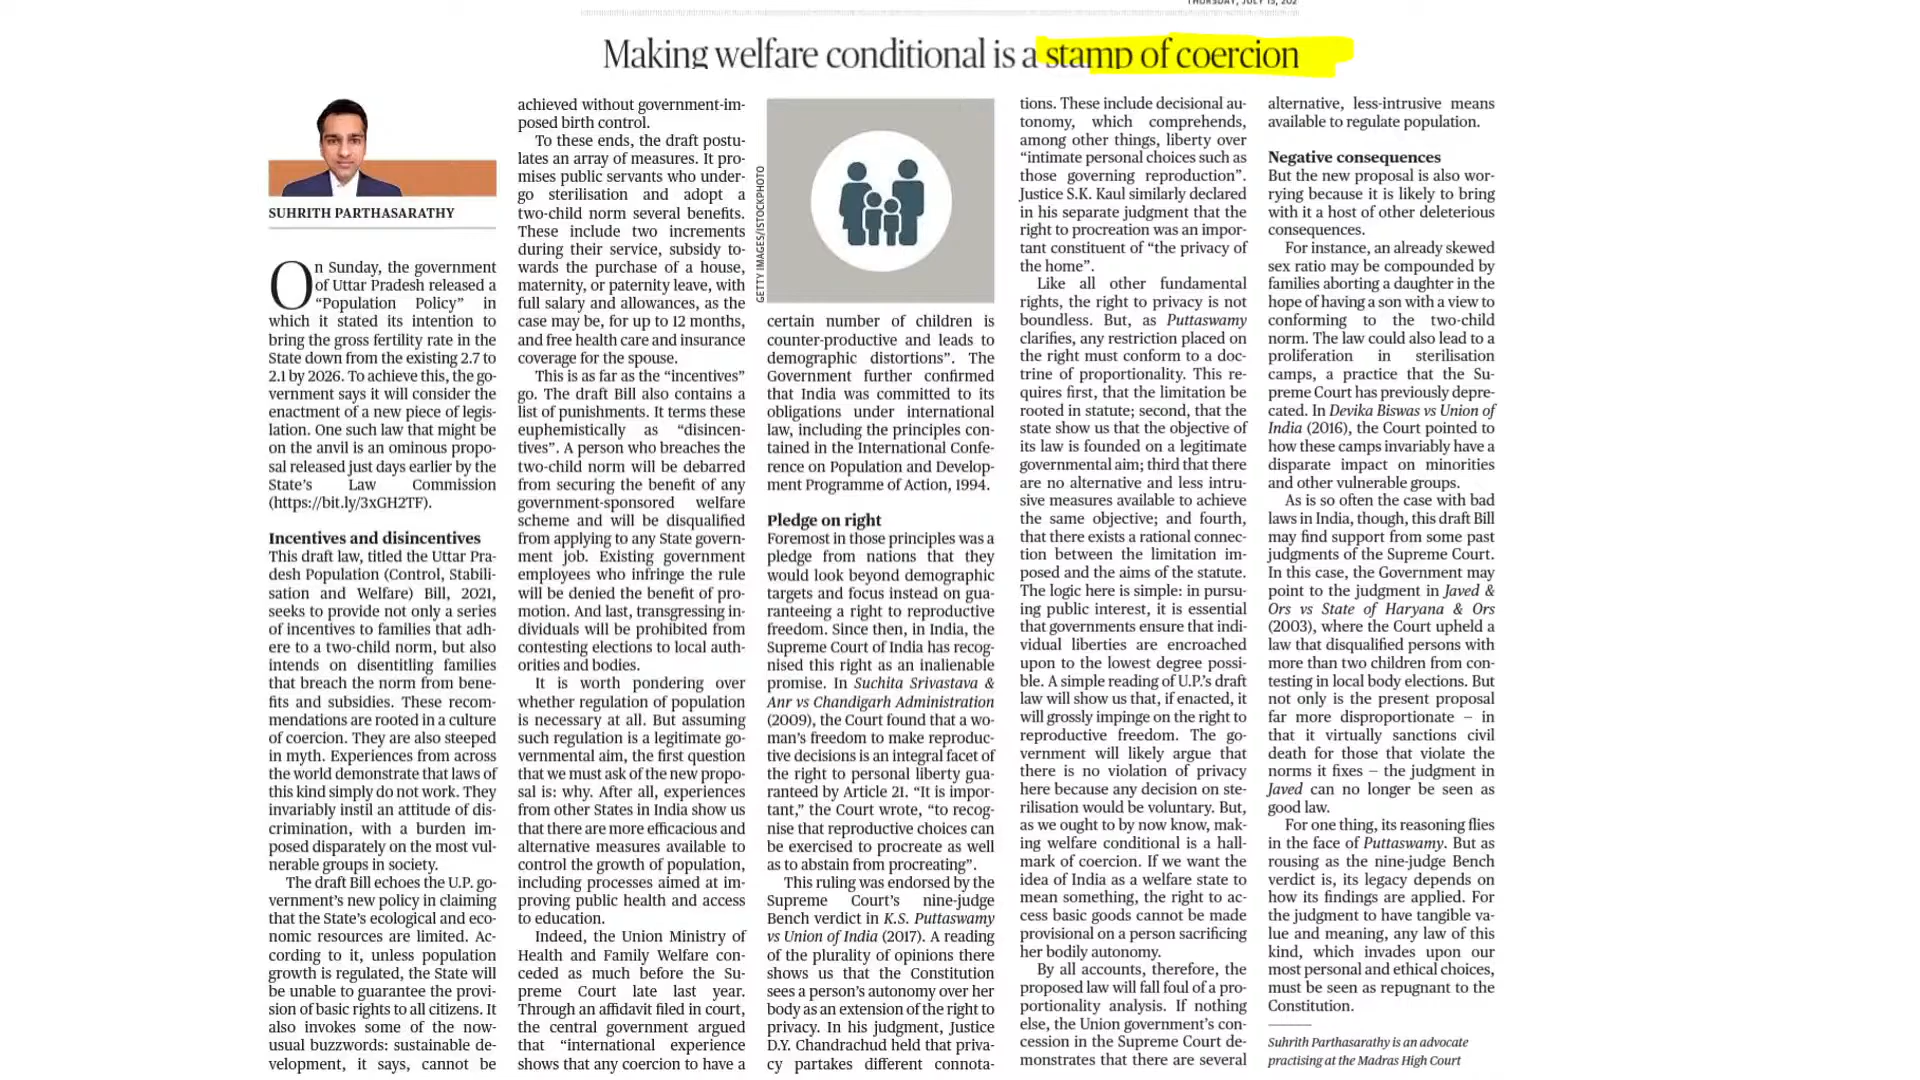 THURSDAY, JULY 15, 202
Making welfare conditional is a stamp of coercion
SUHRITH PARTHASARATHY
On Sunday, the government
of Uttar Pradesh released a
“Population Policy” in
which it stated its intention to
bring the gross fertility rate in the
State down from the existing 2.7 to
2.1 by 2026. To achieve this, the go-
vernment says it will consider the
enactment of a new piece of legis-
lation. One such law that might be
on the anvil is an ominous propo-
sal released just days earlier by the
State’s Law Commission
(https://bit.ly/3xGH2TF).
Incentives and disincentives
This draft law, titled the Uttar Pra-
desh Population (Control, Stabili-
sation and Welfare) Bill, 2021,
seeks to provide not only a series
of incentives to families that adh-
ere to a two-child norm, but also
intends on disentitling families
that breach the norm from bene-
fits and subsidies. These recom-
mendations are rooted in a culture
of coercion. They are also steeped
in myth. Experiences from across
the world demonstrate that laws of
this kind simply do not work. They
invariably instil an attitude of dis-
crimination, with a burden im-
posed disparately on the most vul-
nerable groups in society.
The draft Bill echoes the U.P. go-
vernment’s new policy in claiming
that the State’s ecological and eco-
nomic resources are limited. Ac-
cording to it, unless population
growth is regulated, the State will
be unable to guarantee the provi-
sion of basic rights to all citizens. It
also invokes some of the now-
usual buzzwords: sustainable de-
velopment, it says, cannot be
achieved without government-im-
posed birth control.
To these ends, the draft postu-
lates an array of measures. It pro-
mises public servants who under-
go sterilisation and adopt a
two-child norm several benefits.
These include two increments
during their service, subsidy to-
wards the purchase of a house,
maternity, or paternity leave, with
full salary and allowances, as the
case may be, for up to 12 months,
and free health care and insurance
coverage for the spouse.
This is as far as the “incentives”
go. The draft Bill also contains a
list of punishments. It terms these
euphemistically as “disincen-
tives”. A person who breaches the
two-child norm will be debarred
from securing the benefit of any
government-sponsored welfare
scheme and will be disqualified
from applying to any State govern-
ment job. Existing government
employees who infringe the rule
will be denied the benefit of pro-
motion. And last, transgressing in-
dividuals will be prohibited from
contesting elections to local auth-
orities and bodies.
It is worth pondering over
whether regulation of population
is necessary at all. But assuming
such regulation is a legitimate go-
vernmental aim, the first question
that we must ask of the new propo-
sal is: why. After all, experiences
from other States in India show us
that there are more efficacious and
alternative measures available to
control the growth of population,
including processes aimed at im-
proving public health and access
to education.
Indeed, the Union Ministry of
Health and Family Welfare con-
ceded as much before the Su-
preme Court late last year.
Through an affidavit filed in court,
the central government argued
that “international experience
shows that any coercion to have a
GETTY IMAGES/ISTOCKPHOTO
certain number of children is
counter-productive and leads to
demographic distortions”. The
Government further confirmed
that India was committed to its
obligations under international
law, including the principles con-
tained in the International Confe-
rence on Population and Develop-
ment Programme of Action, 1994.
Pledge on right
Foremost in those principles was a
pledge from nations that they
would look beyond demographic
targets and focus instead on gua-
ranteeing a right to reproductive
freedom. Since then, in India, the
Supreme Court of India has recog-
nised this right as an inalienable
promise. In Suchita Srivastava &
Anr vs Chandigarh Administration
(2009), the Court found that a wo-
man’s freedom to make reproduc-
tive decisions is an integral facet of
the right to personal liberty gua-
ranteed by Article 21. “It is impor-
tant,” the Court wrote, “to recog-
nise that reproductive choices can
be exercised to procreate as well
as to abstain from procreating”.
This ruling was endorsed by the
Supreme Court’s nine-judge
Bench verdict in K.S. Puttaswamy
vs Union of India (2017). A reading
of the plurality of opinions there
shows us that the Constitution
sees a person’s autonomy over her
body as an extension of the right to
privacy. In his judgment, Justice
D.Y. Chandrachud held that priva-
cy partakes different connota-
tions. These include decisional au-
tonomy, which comprehends,
among other things, liberty over
“intimate personal choices such as
those governing reproduction”.
Justice S.K. Kaul similarly declared
in his separate judgment that the
right to procreation was an impor-
tant constituent of “the privacy of
the home”.
Like all other fundamental
rights, the right to privacy is not
boundless. But, as Puttaswamy
clarifies, any restriction placed on
the right must conform to a doc-
trine of proportionality. This re-
quires first, that the limitation be
rooted in statute; second, that the
state show us that the objective of
its law is founded on a legitimate
governmental aim; third that there
are no alternative and less intru-
sive measures available to achieve
the same objective; and fourth,
that there exists a rational connec-
tion between the limitation im-
posed and the aims of the statute.
The logic here is simple: in pursu-
ing public interest, it is essential
that governments ensure that indi-
vidual liberties are encroached
upon to the lowest degree possi-
ble. A simple reading of U.P.’s draft
law will show us that, if enacted, it
will grossly impinge on the right to
reproductive freedom. The go-
vernment will likely argue that
there is no violation of privacy
here because any decision on ste-
rilisation would be voluntary. But,
as we ought to by now know, mak-
ing welfare conditional is a hall-
mark of coercion. If we want the
idea of India as a welfare state to
mean something, the right to ac-
cess basic goods cannot be made
provisional on a person sacrificing
her bodily autonomy.
By all accounts, therefore, the
proposed law will fall foul of a pro-
portionality analysis. If nothing
else, the Union government’s con-
cession in the Supreme Court de-
monstrates that there are several
alternative, less-intrusive means
available to regulate population.
Negative consequences
But the new proposal is also wor-
rying because it is likely to bring
with it a host of other deleterious
consequences.
For instance, an already skewed
sex ratio may be compounded by
families aborting a daughter in the
hope of having a son with a view to
conforming to the two-child
norm. The law could also lead to a
proliferation in sterilisation
camps, a practice that the Su-
preme Court has previously depre-
cated. In Devika Biswas vs Union of
India (2016), the Court pointed to
how these camps invariably have a
disparate impact on minorities
and other vulnerable groups.
As is so often the case with bad
laws in India, though, this draft Bill
may find support from some past
judgments of the Supreme Court.
In this case, the Government may
point to the judgment in Javed &
Ors vs State of Haryana & Ors
(2003), where the Court upheld a
law that disqualified persons with
more than two children from con-
testing in local body elections. But
not only is the present proposal
far more disproportionate – in
that it virtually sanctions civil
death for those that violate the
norms it fixes – the judgment in
Javed can no longer be seen as
good law.
For one thing, its reasoning flies
in the face of Puttaswamy. But as
rousing as the nine-judge Bench
verdict is, its legacy depends on
how its findings are applied. For
the judgment to have tangible va-
lue and meaning, any law of this
kind, which invades upon our
most personal and ethical choices,
must be seen as repugnant to the
Constitution.
Suhrith Parthasarathy is an advocate
practising at the Madras High Court